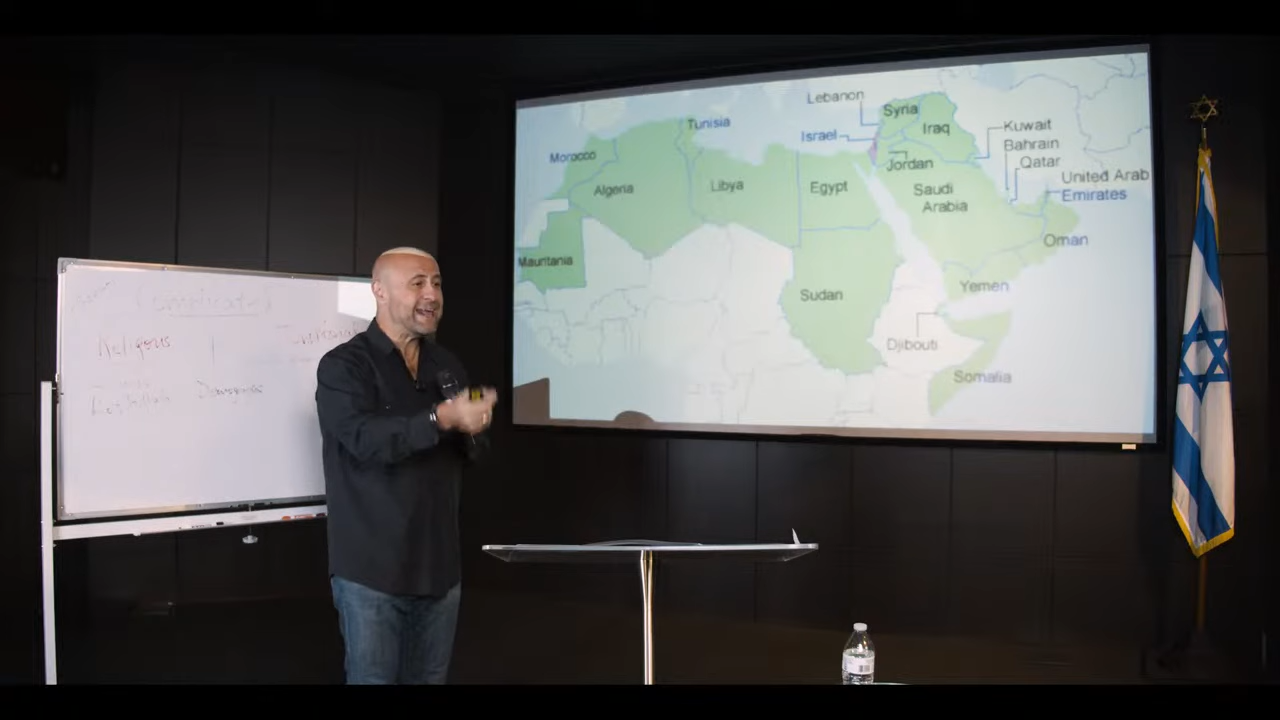 Complicated
Religious
Lebanon
Syria
Tunisia
Israel
Iraq
Kuwait
Morocco
Bahrain
Jordan
Qatar
Algeria
Libya
Egypt
Saudi
Arabia
United Arab
Emirates
Oman
Mauritania
Yemen
Sudan
Djibouti
Somalia